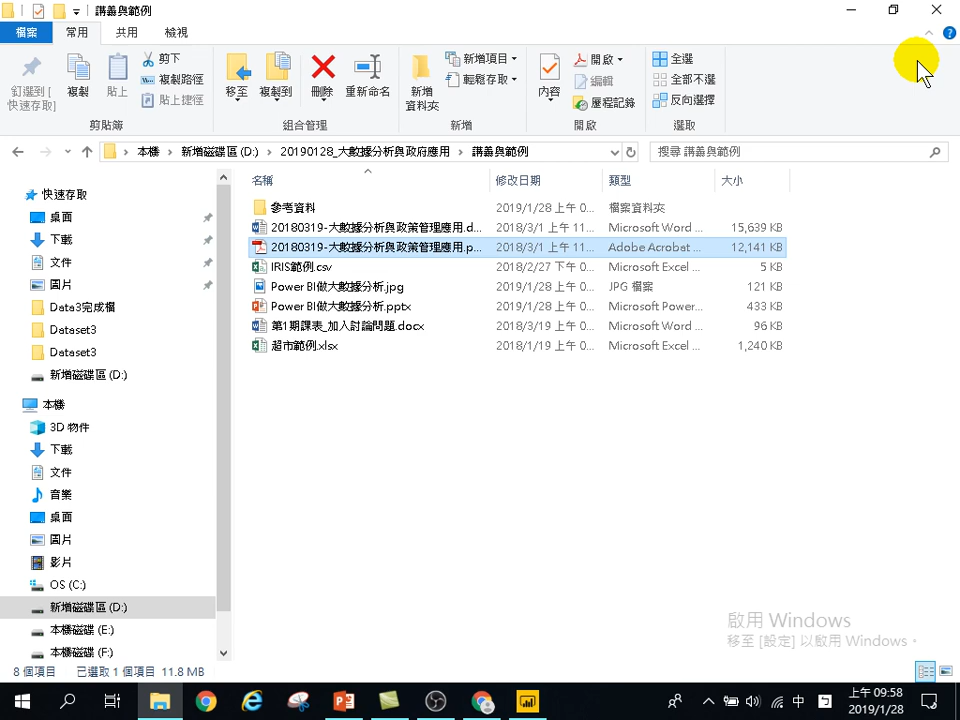 講義與範例
檔案 常用 共用 檢視
釘選到 [快速存取]
複製
貼上
剪下
複製路徑
貼上捷徑
剪貼簿
移至
複製到
刪除
重新命名
組合管理
新增資料夾
新增項目
輕鬆存取
新增
內容
開啟
編輯
歷程記錄
開啟
全選
全部不選
反向選擇
選取
本機 › 新增磁碟區 (D:) › 20190128_大數據分析與政府應用 › 講義與範例
搜尋 講義與範例
名稱 修改日期 類型 大小
參考資料 2019/1/28 上午 0... 檔案資料夾
20180319-大數據分析與政策管理應用.d... 2018/3/1 上午 11... Microsoft Word ... 15,639 KB
20180319-大數據分析與政策管理應用.p... 2018/3/1 上午 11... Adobe Acrobat ... 12,141 KB
IRIS範例.csv 2018/2/27 下午 0... Microsoft Excel ... 5 KB
Power BI做大數據分析.jpg 2019/1/28 上午 0... JPG 檔案 121 KB
Power BI做大數據分析.pptx 2019/1/28 上午 0... Microsoft Power... 433 KB
第1期課表_加入討論問題.docx 2018/3/19 上午 0... Microsoft Word ... 96 KB
超市範例.xlsx 2018/1/19 上午 0... Microsoft Excel ... 1,240 KB
快速存取
桌面
下載
文件
圖片
Data3完成檔
Dataset3
Dataset3
新增磁碟區 (D:)
本機
3D 物件
下載
文件
音樂
桌面
圖片
影片
OS (C:)
新增磁碟區 (D:)
本機磁碟 (E:)
本機磁碟 (F:)
啟用 Windows
移至 [設定] 以啟用 Windows。
8 個項目 已選取 1 個項目 11.8 MB
中
上午 09:58
2019/1/28